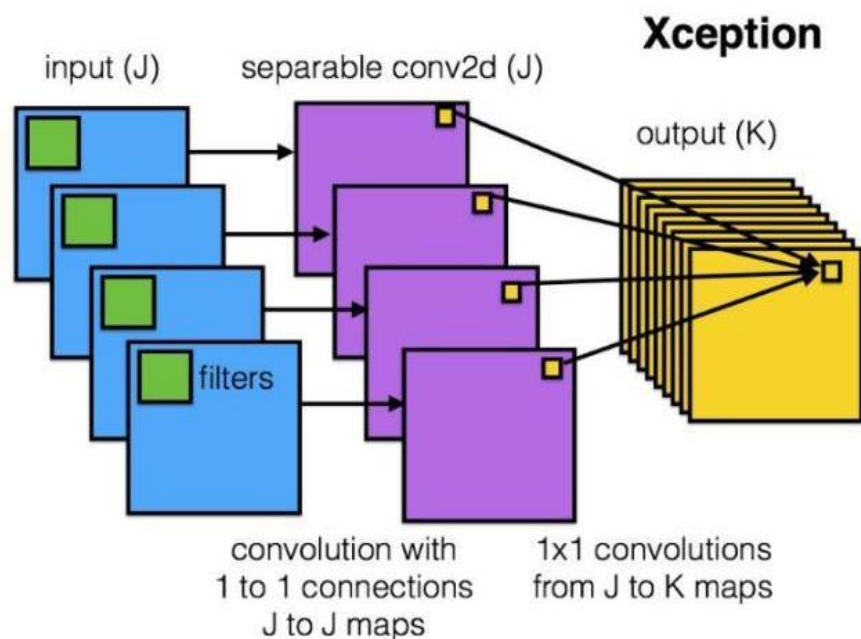 Xception
input (J)
separable conv2d (J)
output (K)
filters
convolution with
1 to 1 connections
J to J maps
1x1 convolutions
from J to K maps